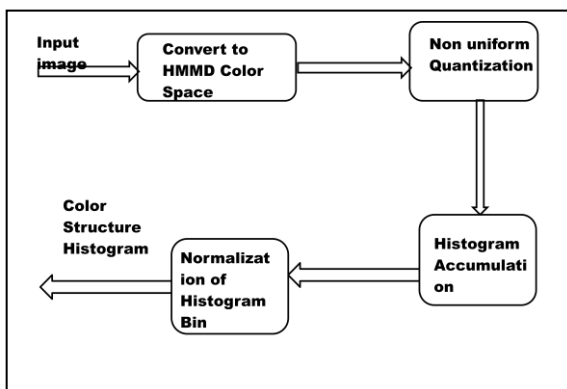 Input
image
Convert to
HMMD Color
Space
Non uniform
Quantization
Histogram
Accumulati
on
Normalizat
ion of
Histogram
Bin
Color
Structure
Histogram